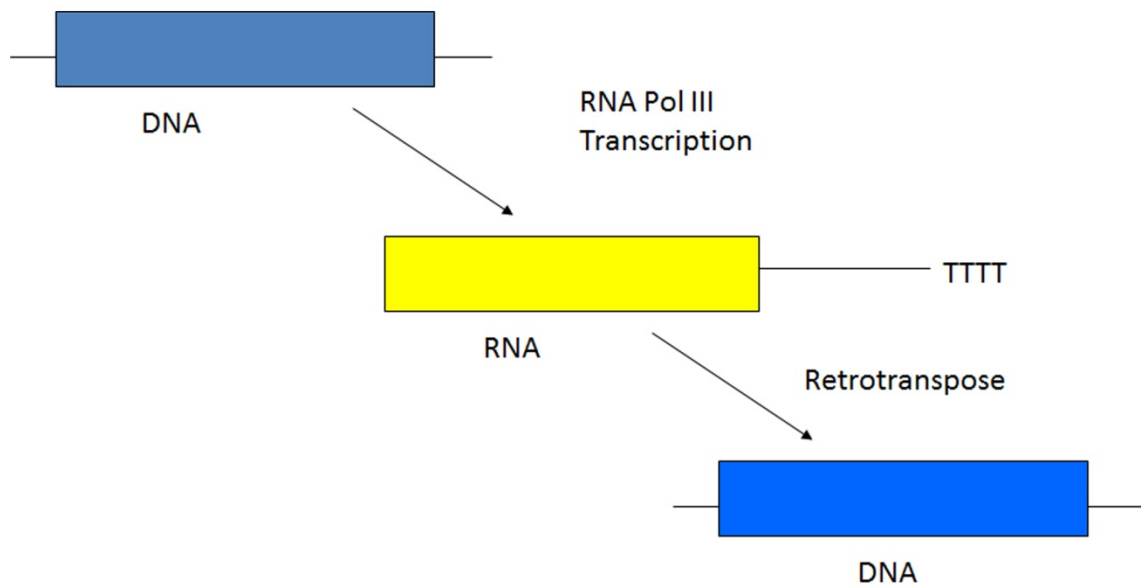 DNA
RNA Pol III
Transcription
TTTT
RNA
Retrotranspose
DNA